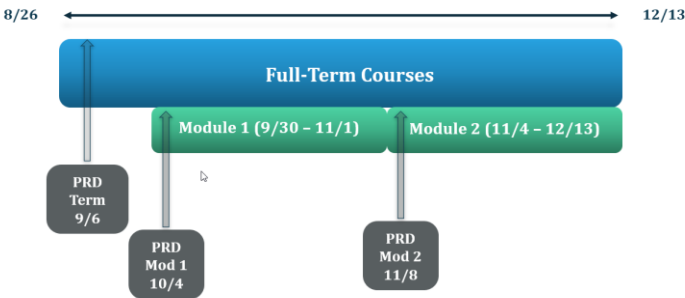 8/26
12/13
Full-Term Courses
Module 1 (9/30 – 11/1)
Module 2 (11/4 – 12/13)
PRD
Term
9/6
PRD
Mod 1
10/4
PRD
Mod 2
11/8